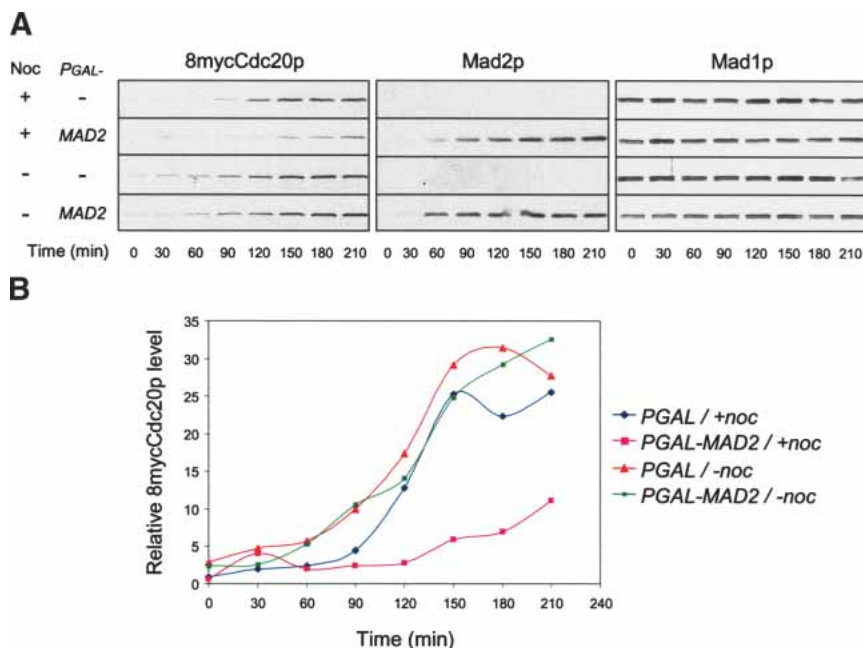 A
Noc PGAL- 8mycCdc20p Mad2p Mad1p
+ -
+ MAD2
- -
- MAD2
Time (min) 0 30 60 90 120 150 180 210 0 30 60 90 120 150 180 210 0 30 60 90 120 150 180 210
B
Relative 8mycCdc20p level
35
30
25
20
15
10
5
0
0 30 60 90 120 150 180 210 240
Time (min)
PGAL / +noc
PGAL-MAD2 / +noc
PGAL / -noc
PGAL-MAD2 / -noc